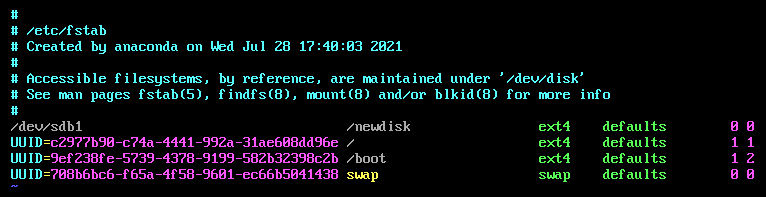 #
# /etc/fstab
# Created by anaconda on Wed Jul 28 17:40:03 2021
#
# Accessible filesystems, by reference, are maintained under '/dev/disk'
# See man pages fstab(5), findfs(8), mount(8) and/or blkid(8) for more info
#
/dev/sdb1 /newdisk ext4 defaults 0 0
UUID=c2977b90-c74a-4441-992a-31ae608dd96e / ext4 defaults 1 1
UUID=9ef238fe-5739-4378-9199-582b32398c2b /boot ext4 defaults 1 2
UUID=708b6bc6-f65a-4f58-9601-ec66b5041438 swap swap defaults 0 0
~